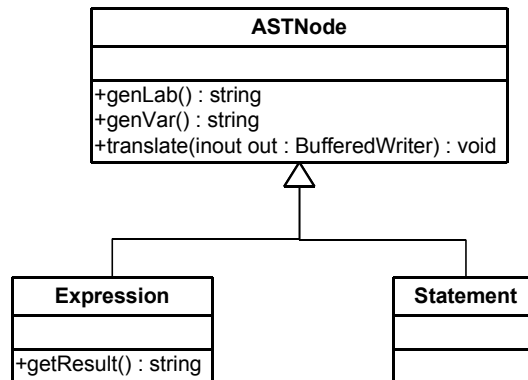 ASTNode
+genLab() : string
+genVar() : string
+translate(inout out : BufferedWriter) : void
Expression
+getResult() : string
Statement